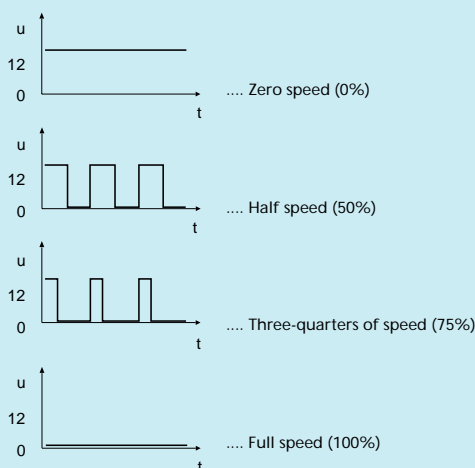 u
12
0
t
.... Zero speed (0%)
u
12
0
t
.... Half speed (50%)
u
12
0
t
.... Three-quarters of speed (75%)
u
12
0
t
.... Full speed (100%)